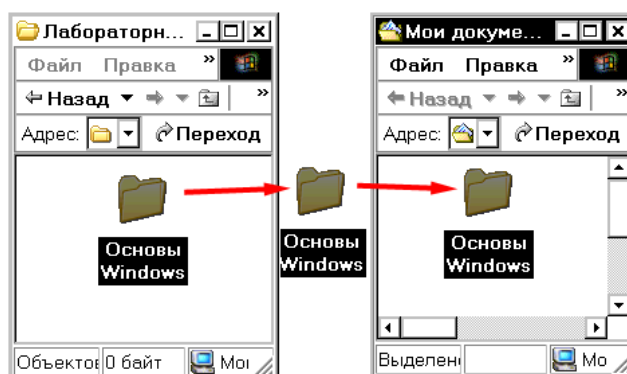 Лабораторн...
Файл Правка »
Назад »
Адрес: Переход
Основы
Windows
Объектов 0 байт Мо
Основы
Windows
Мои докуме...
Файл Правка »
Назад »
Адрес: Переход
Основы
Windows
Выделен Мо